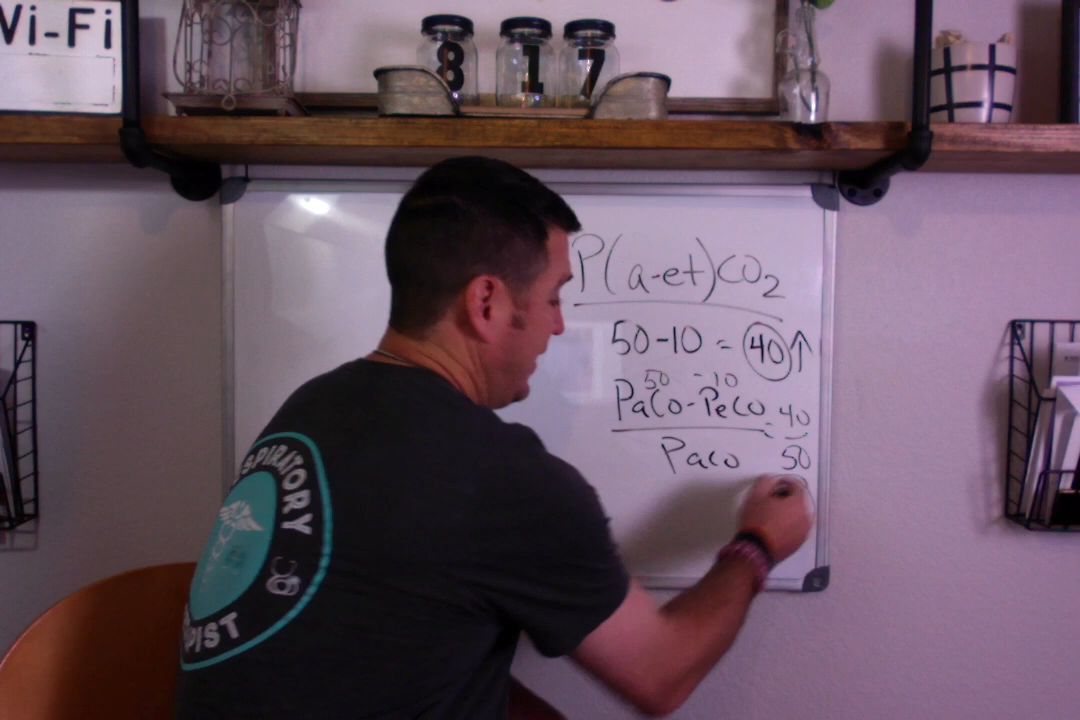 Wi-Fi
8 1 7
P(a-et)CO₂
50-10 = 40↑
50 - 10
PaCo-PeCO = 40
Paco 50
SPIRATORY
PIST